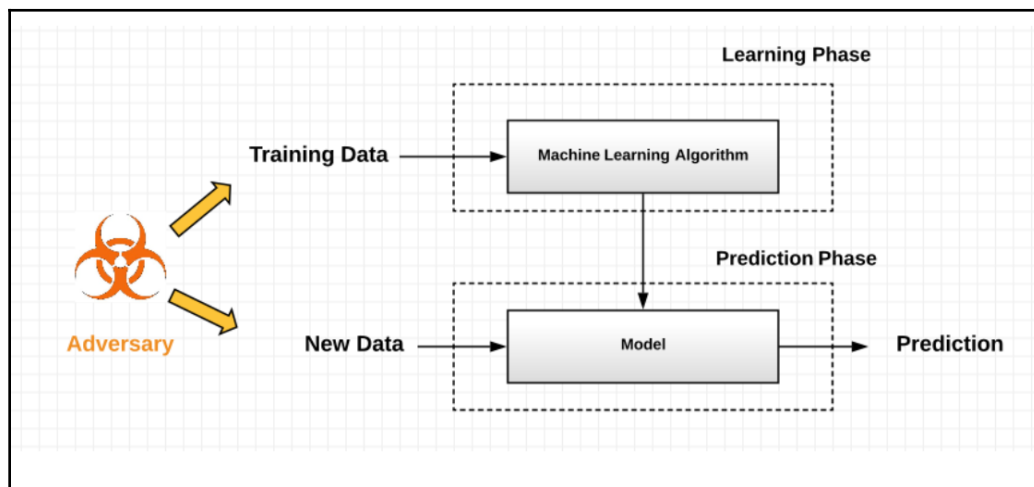 Learning Phase
Training Data
Machine Learning Algorithm
Prediction Phase
Adversary
New Data
Model
Prediction